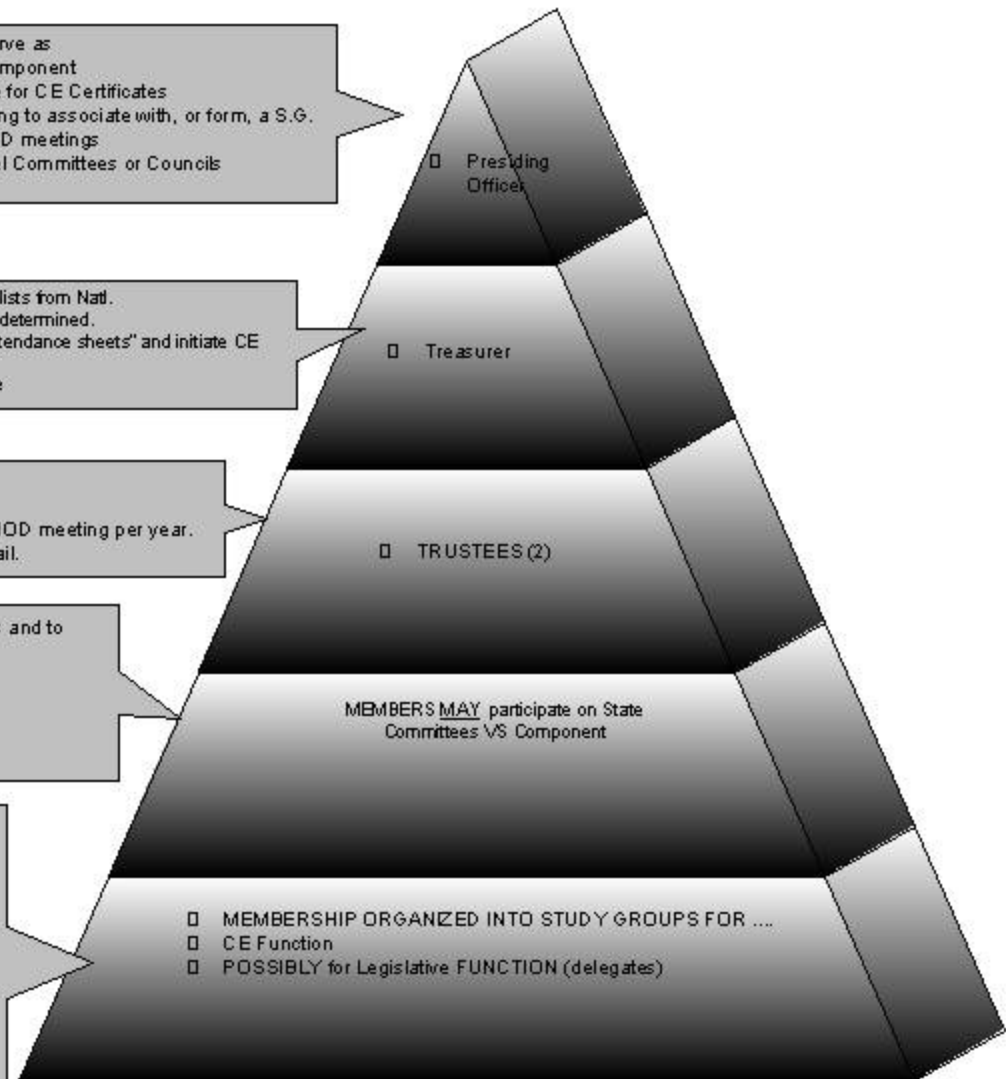 rve as
mponent
for CE Certificates
ng to associate with, or form, a S.G.
D meetings
l Committees or Councils
Presiding
Officer
lists from Natl.
determined.
tendance sheets" and initiate CE
e
Treasurer
OD meeting per year.
ail.
TRUSTEES (2)
and to
MEMBERS MAY participate on State
Committees VS Component
MEMBERSHIP ORGANIZED INTO STUDY GROUPS FOR ....
CE Function
POSSIBLY for Legislative FUNCTION (delegates)